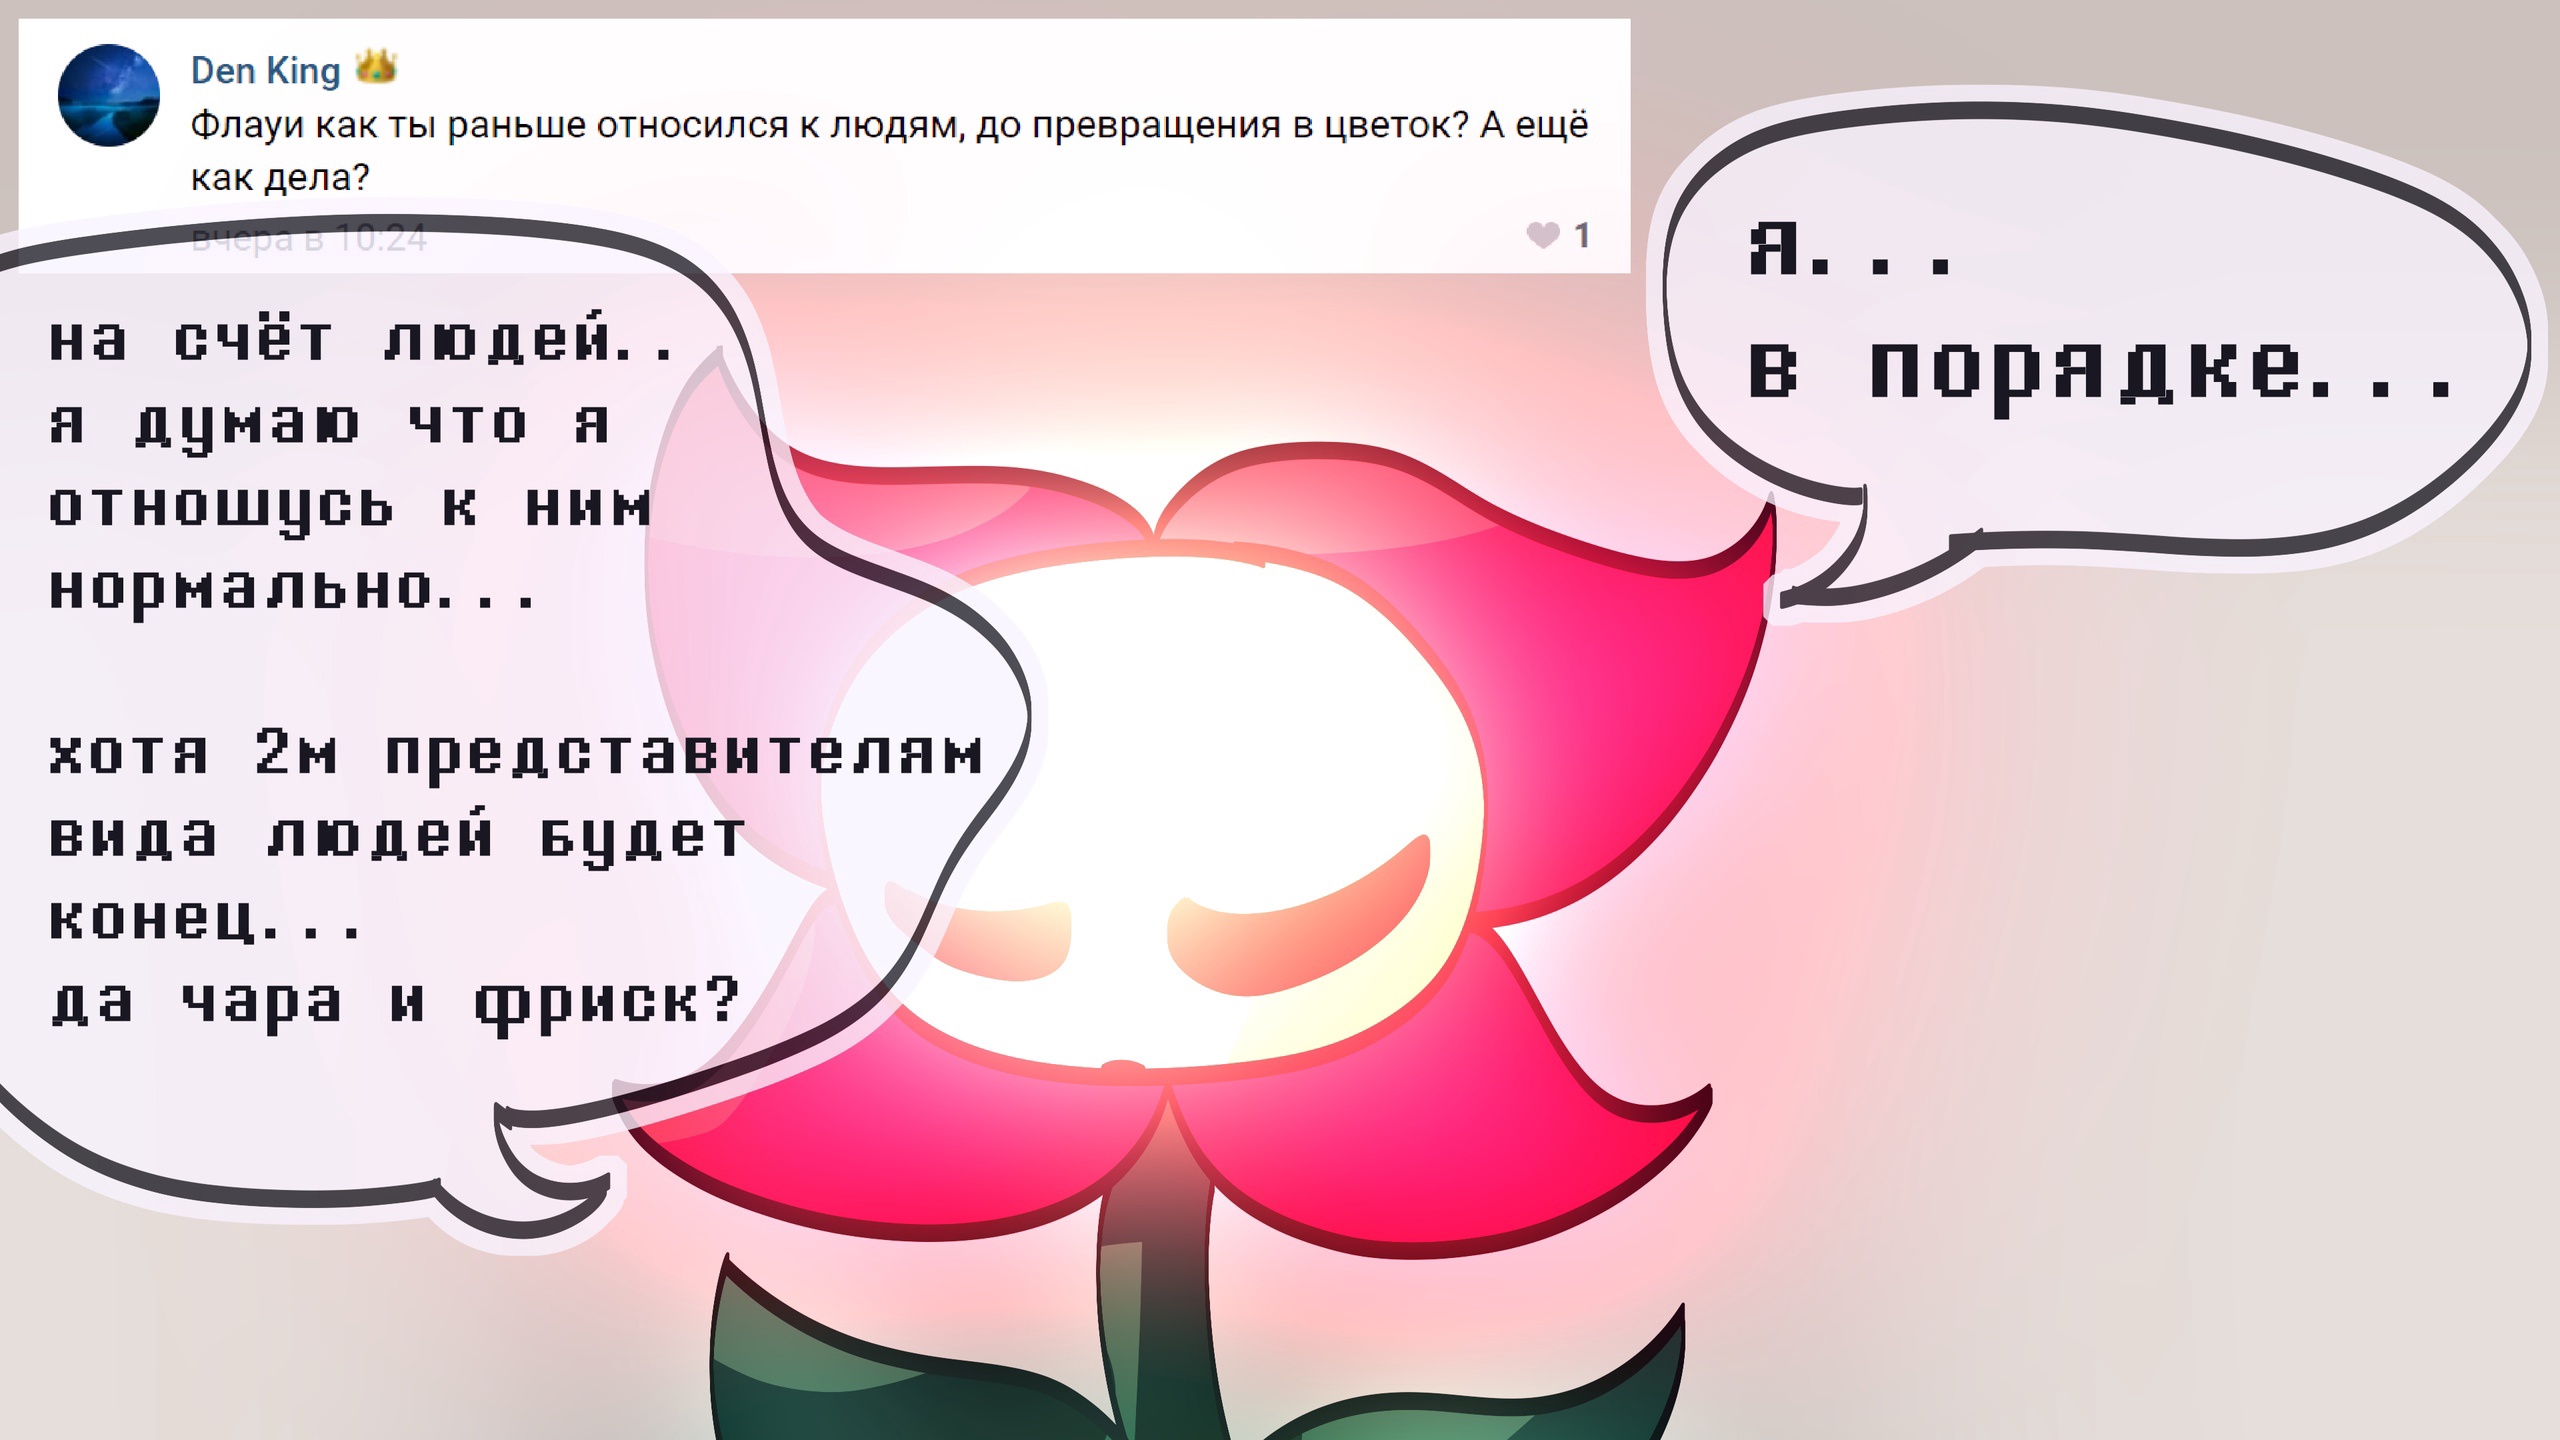 Den King
Флауи как ты раньше относился к людям, до превращения в цветок? А ещё
как дела?
вчера в 10:24
1
на счёт людей..
я думаю что я
отношусь к ним
нормально...
хотя 2м представителям
вида людей будет
конец...
да чара и фриск?
я...
в порядке...